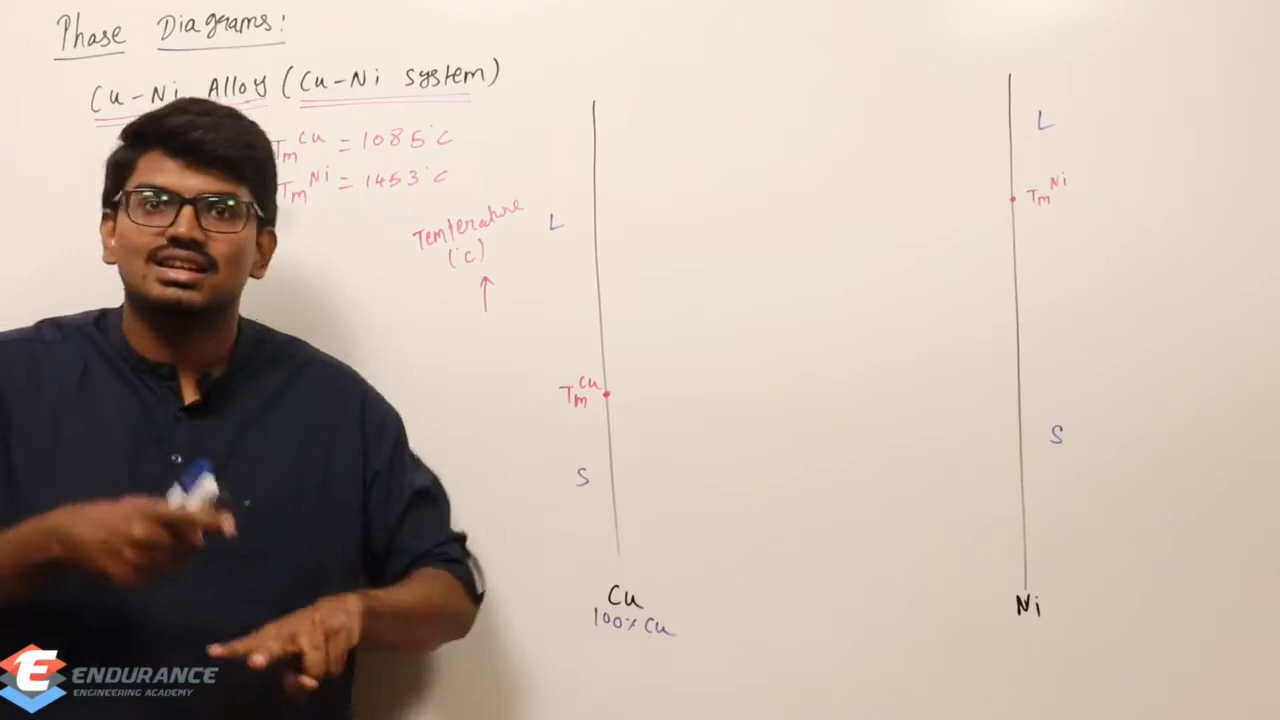 Phase Diagrams:
Cu-Ni Alloy (Cu-Ni system)
Tm^Cu = 1085°C
Tm^Ni = 1453°C
Temterature
(°C)
↑
L
Tm^Cu
S
Cu
100% Cu
L
Tm^Ni
S
Ni
E
ENDURANCE
ENGINEERING ACADEMY